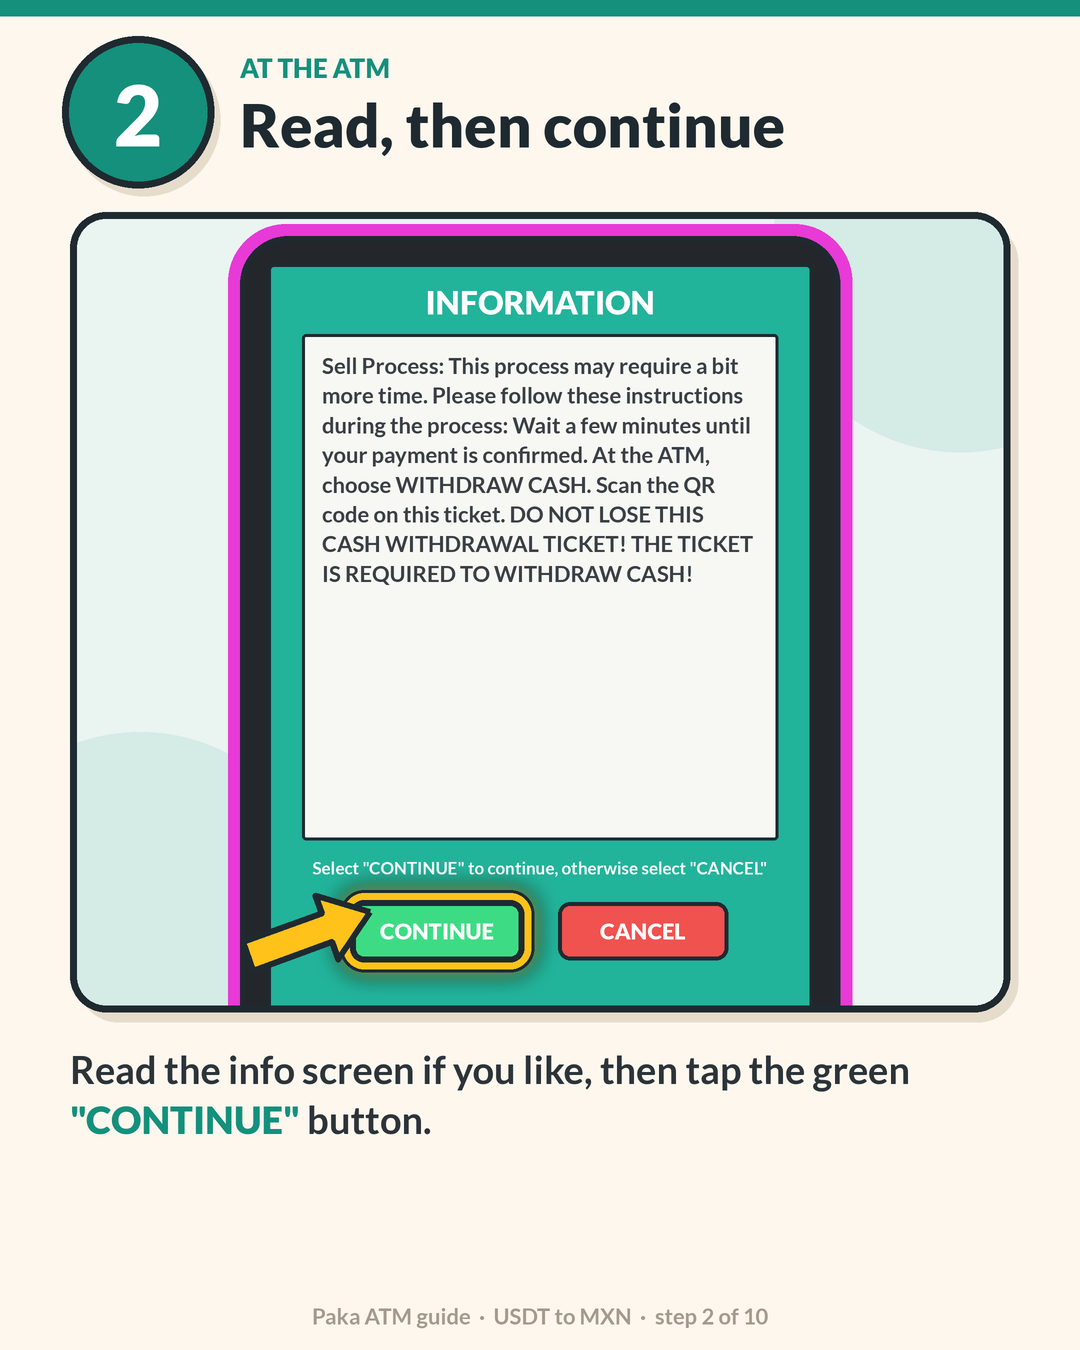 2
AT THE ATM
Read, then continue
INFORMATION
Sell Process: This process may require a bit
more time. Please follow these instructions
during the process: Wait a few minutes until
your payment is confirmed. At the ATM,
choose WITHDRAW CASH. Scan the QR
code on this ticket. DO NOT LOSE THIS
CASH WITHDRAWAL TICKET! THE TICKET
IS REQUIRED TO WITHDRAW CASH!
Select "CONTINUE" to continue, otherwise select "CANCEL"
CONTINUE
CANCEL
Read the info screen if you like, then tap the green
"CONTINUE" button.
Paka ATM guide · USDT to MXN · step 2 of 10